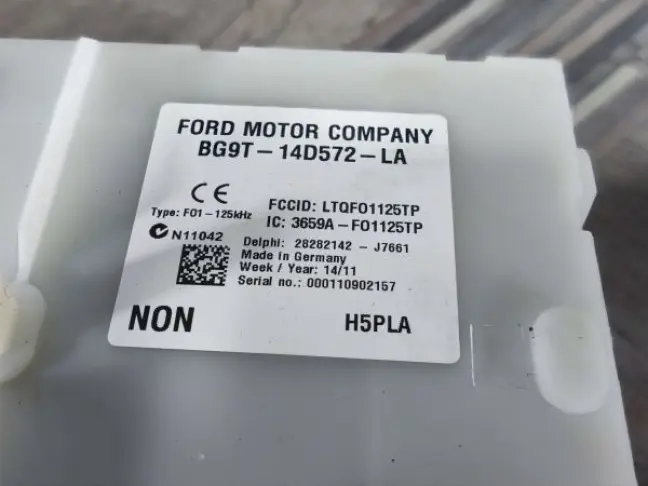 FORD MOTOR COMPANY
BG9T-14D572-LA
CE
FCCID: LTQFO1125TP
Type: FO1-125kHz
IC: 3659A-FO1125TP
N11042
Delphi: 28282142 - J7661
Made in Germany
Week / Year: 14/11
Serial no.: 000110902157
NON
H5PLA